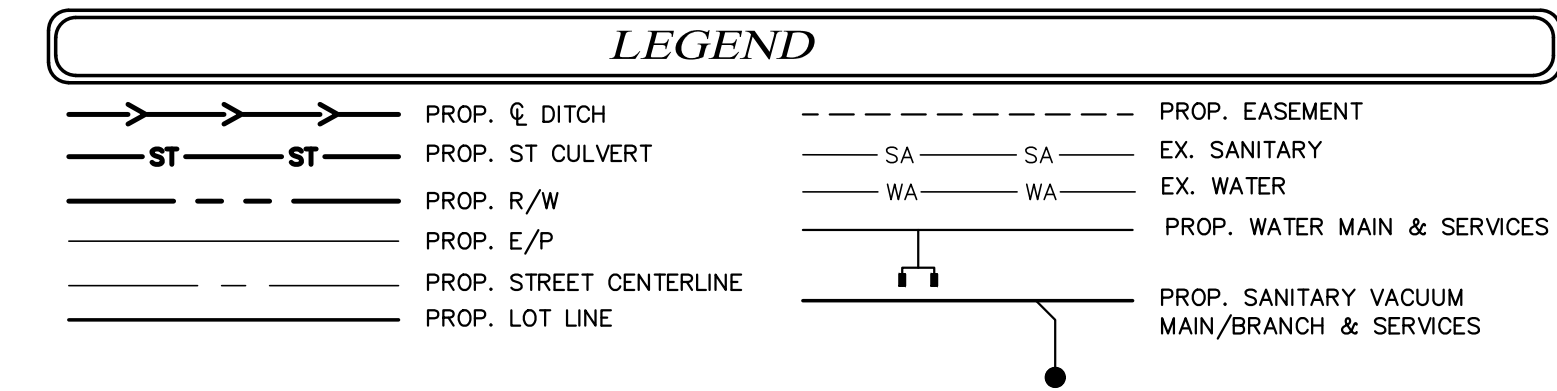 LEGEND
PROP. ℄ DITCH
ST ST PROP. ST CULVERT
PROP. R/W
PROP. E/P
PROP. STREET CENTERLINE
PROP. LOT LINE
PROP. EASEMENT
SA SA EX. SANITARY
WA WA EX. WATER
PROP. WATER MAIN & SERVICES
PROP. SANITARY VACUUM
MAIN/BRANCH & SERVICES